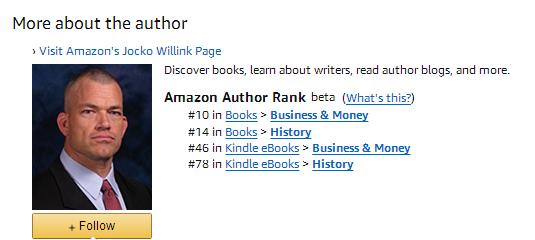 More about the author
› Visit Amazon's Jocko Willink Page
Discover books, learn about writers, read author blogs, and more.
Amazon Author Rank beta (What's this?)
#10 in Books > Business & Money
#14 in Books > History
#46 in Kindle eBooks > Business & Money
#78 in Kindle eBooks > History
+ Follow